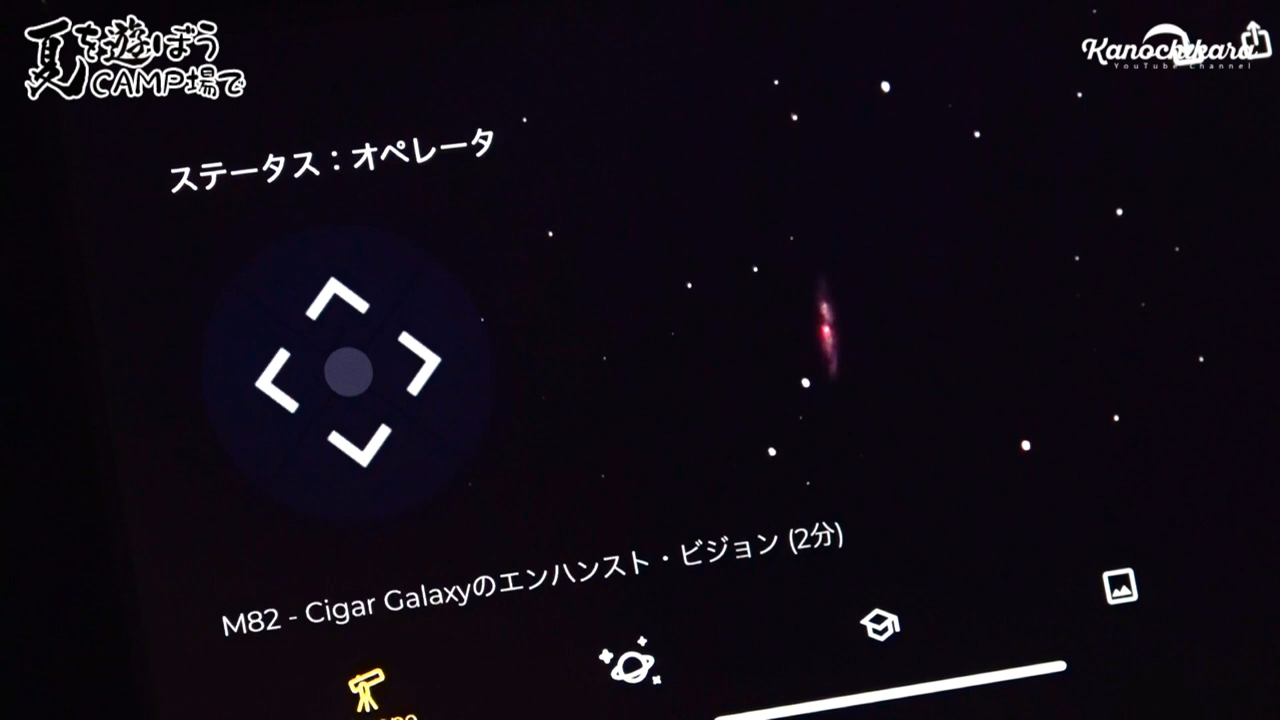 夏を遊ぼう
CAMP場で
Kanochikara
YouTube Channel
ステータス：オペレータ
M82 - Cigar Galaxyのエンハンスト・ビジョン (2分)